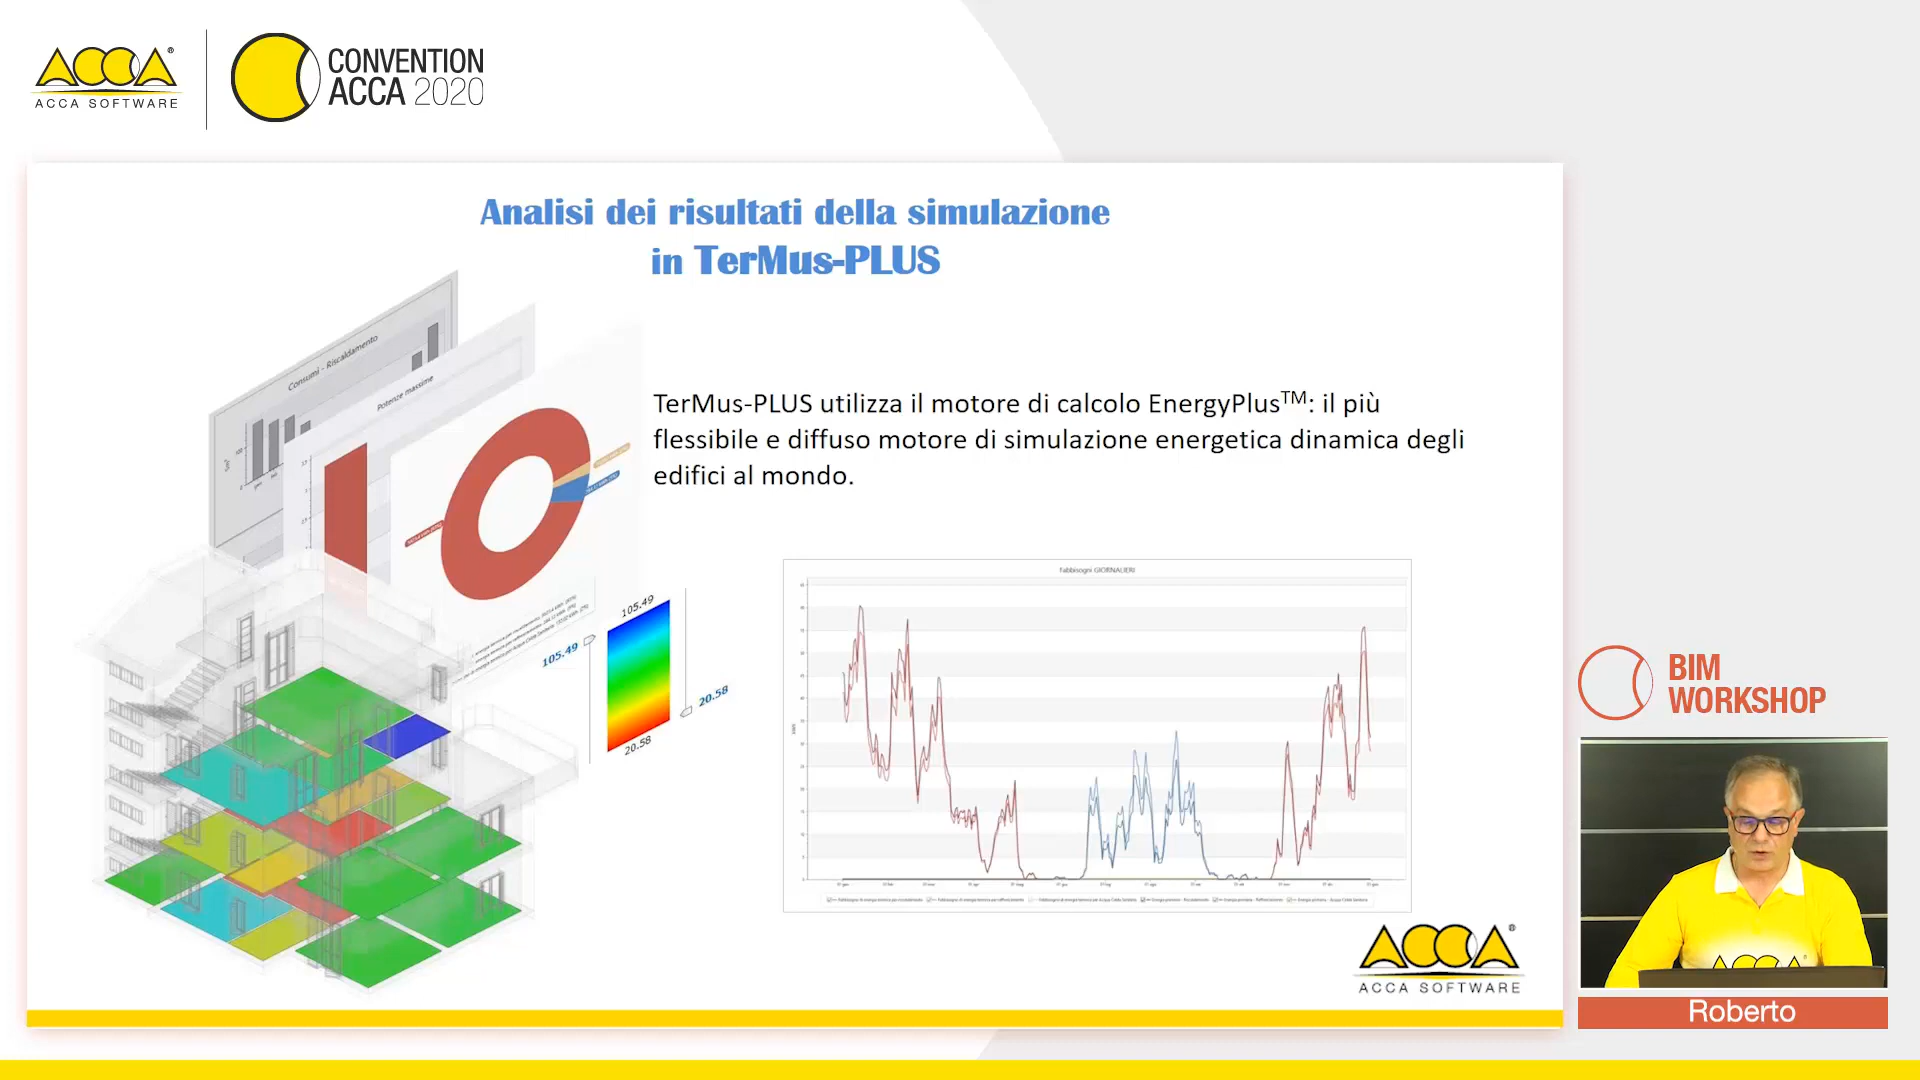 ACCA®
ACCA SOFTWARE
CONVENTION
ACCA 2020
Analisi dei risultati della simulazione
in TerMus-PLUS
Consumi - Riscaldamento
Potenze massime
TerMus-PLUS utilizza il motore di calcolo EnergyPlus™: il più
flessibile e diffuso motore di simulazione energetica dinamica degli
edifici al mondo.
105.49
105.49
20.58
20.58
Fabbisogni GIORNALIERI
ACCA®
ACCA SOFTWARE
BIM
WORKSHOP
ACCA
Roberto